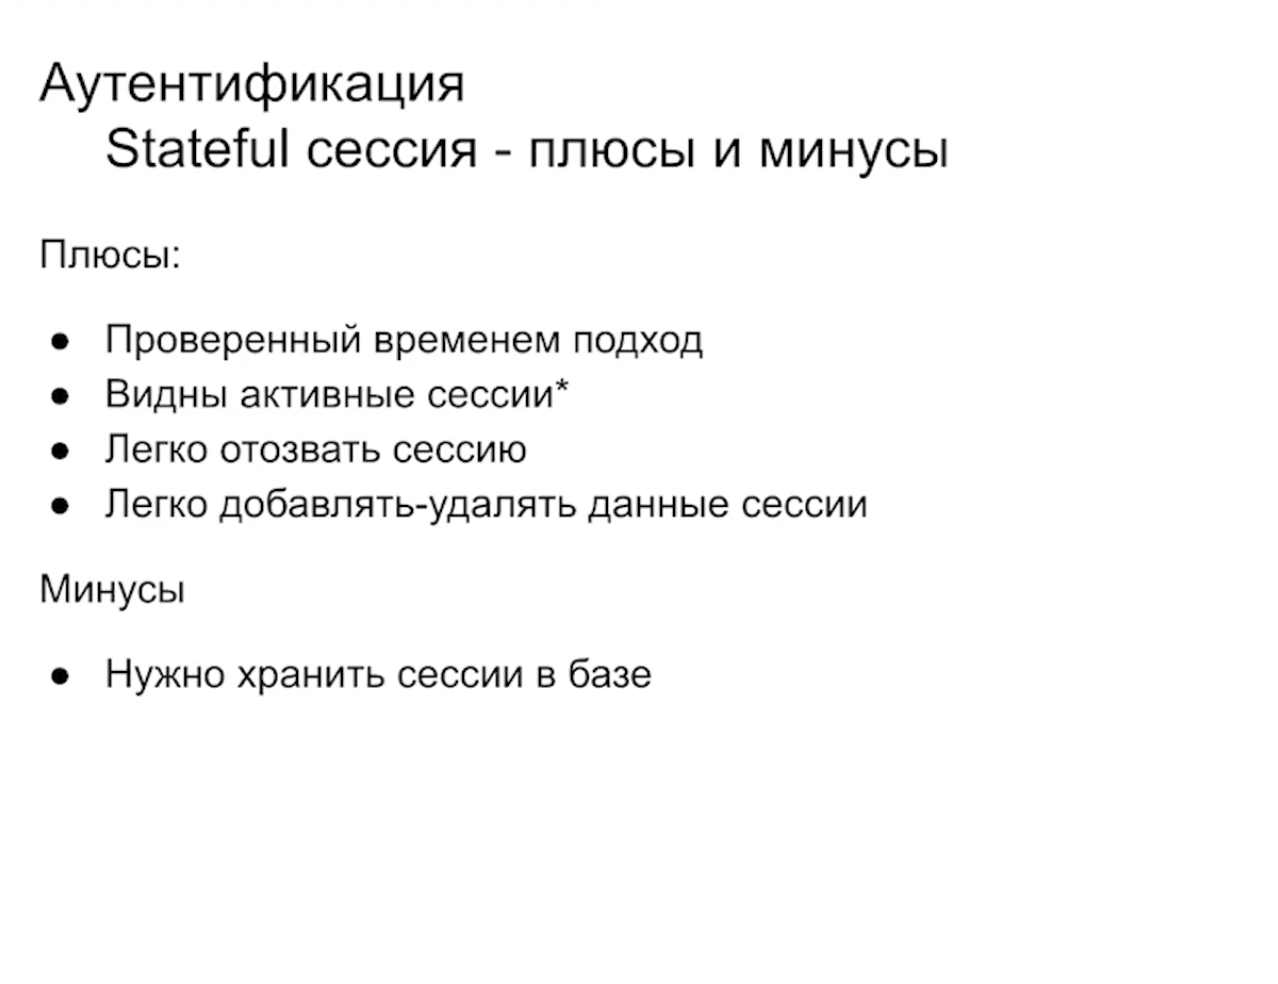 Аутентификация
Stateful сессия - плюсы и минусы
Плюсы:
● Проверенный временем подход
● Видны активные сессии*
● Легко отозвать сессию
● Легко добавлять-удалять данные сессии
Минусы
● Нужно хранить сессии в базе